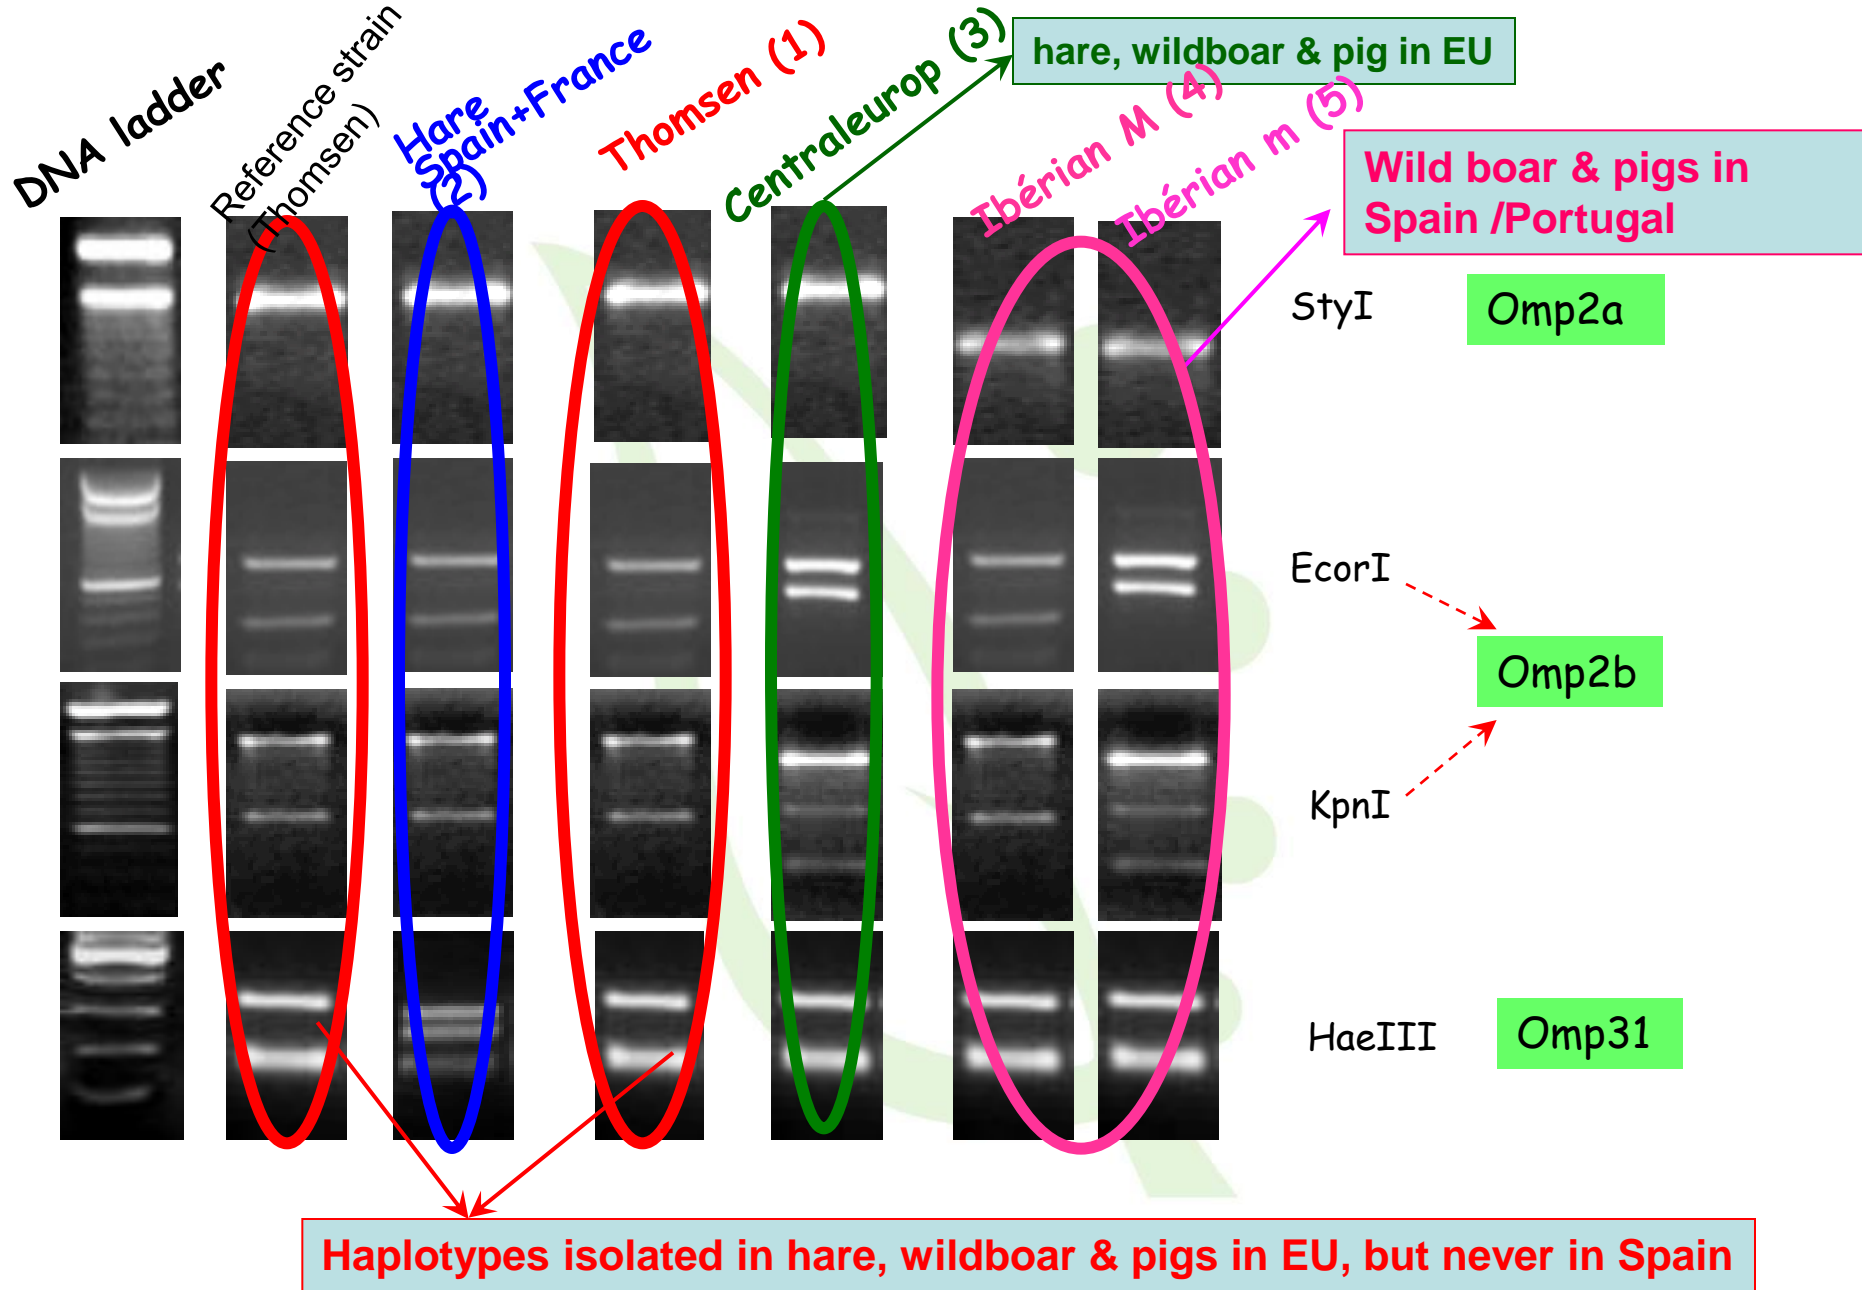 DNA ladder
Reference strain
(Thomsen)
Hare
Spain+France
(2)
Thomsen (1)
Centraleurop (3)
hare, wildboar & pig in EU
Ibérian M (4)
Ibérian m (5)
Wild boar & pigs in
Spain /Portugal
StyI
Omp2a
EcorI
Omp2b
KpnI
HaeIII
Omp31
Haplotypes isolated in hare, wildboar & pigs in EU, but never in Spain